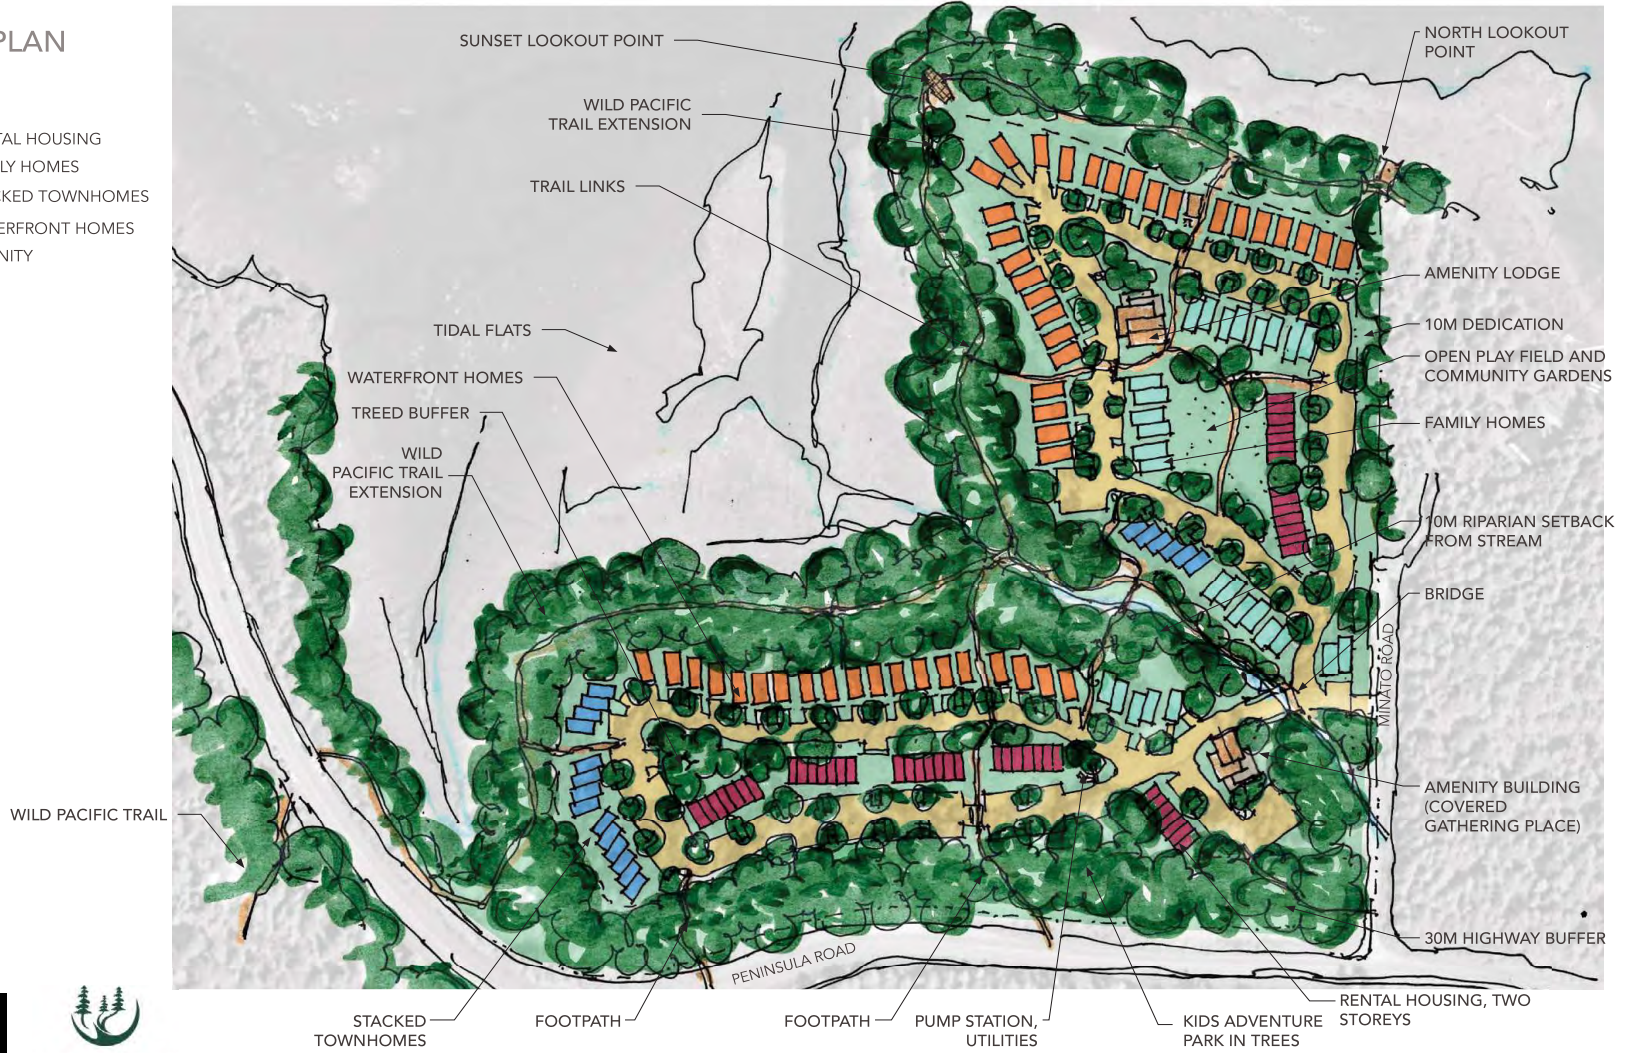 PLAN
TAL HOUSING
LY HOMES
CKED TOWNHOMES
ERFRONT HOMES
NITY
SUNSET LOOKOUT POINT
WILD PACIFIC
TRAIL EXTENSION
TRAIL LINKS
TIDAL FLATS
WATERFRONT HOMES
TREED BUFFER
WILD
PACIFIC TRAIL
EXTENSION
WILD PACIFIC TRAIL
NORTH LOOKOUT
POINT
AMENITY LODGE
10M DEDICATION
OPEN PLAY FIELD AND
COMMUNITY GARDENS
FAMILY HOMES
10M RIPARIAN SETBACK
FROM STREAM
BRIDGE
MINATO ROAD
AMENITY BUILDING
(COVERED
GATHERING PLACE)
30M HIGHWAY BUFFER
PENINSULA ROAD
STACKED
TOWNHOMES
FOOTPATH
FOOTPATH
PUMP STATION,
UTILITIES
KIDS ADVENTURE
PARK IN TREES
RENTAL HOUSING, TWO
STOREYS